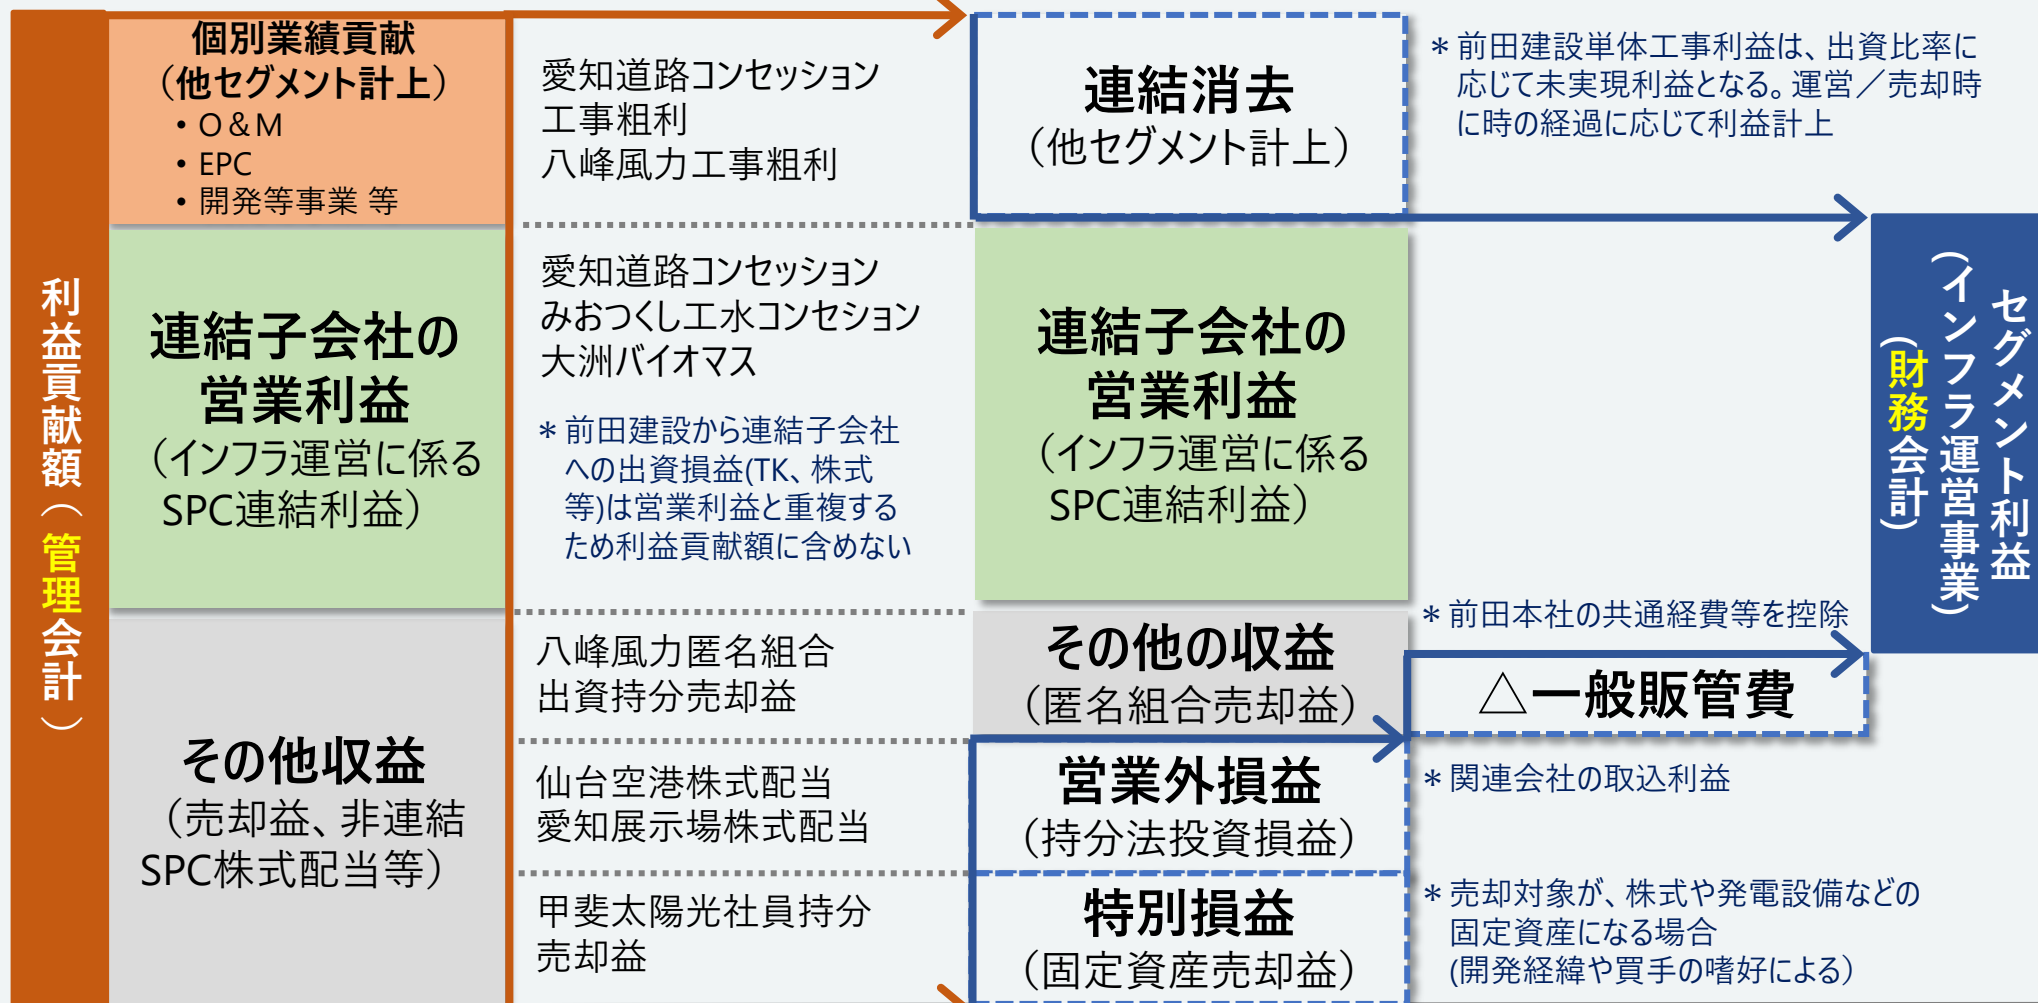 利益貢献額(管理会計)
個別業績貢献
(他セグメント計上)
・O&M
・EPC
・開発等事業 等
連結子会社の
営業利益
(インフラ運営に係る
SPC連結利益)
その他収益
(売却益、非連結
SPC株式配当等)
愛知道路コンセッション
工事粗利
八峰風力工事粗利
愛知道路コンセッション
みおつくし工水コンセション
大洲バイオマス
*前田建設から連結子会社
への出資損益(TK、株式
等)は営業利益と重複する
ため利益貢献額に含めない
八峰風力匿名組合
出資持分売却益
仙台空港株式配当
愛知展示場株式配当
甲斐太陽光社員持分
売却益
連結消去
(他セグメント計上)
連結子会社の
営業利益
(インフラ運営に係る
SPC連結利益)
その他の収益
(匿名組合売却益)
営業外損益
(持分法投資損益)
特別損益
(固定資産売却益)
*前田建設単体工事利益は、出資比率に
応じて未実現利益となる。運営/売却時
に時の経過に応じて利益計上
*前田本社の共通経費等を控除
△一般販管費
*関連会社の取込利益
*売却対象が、株式や発電設備などの
固定資産になる場合
(開発経緯や買手の嗜好による)
セグメント利益
(インフラ運営事業)
(財務会計)